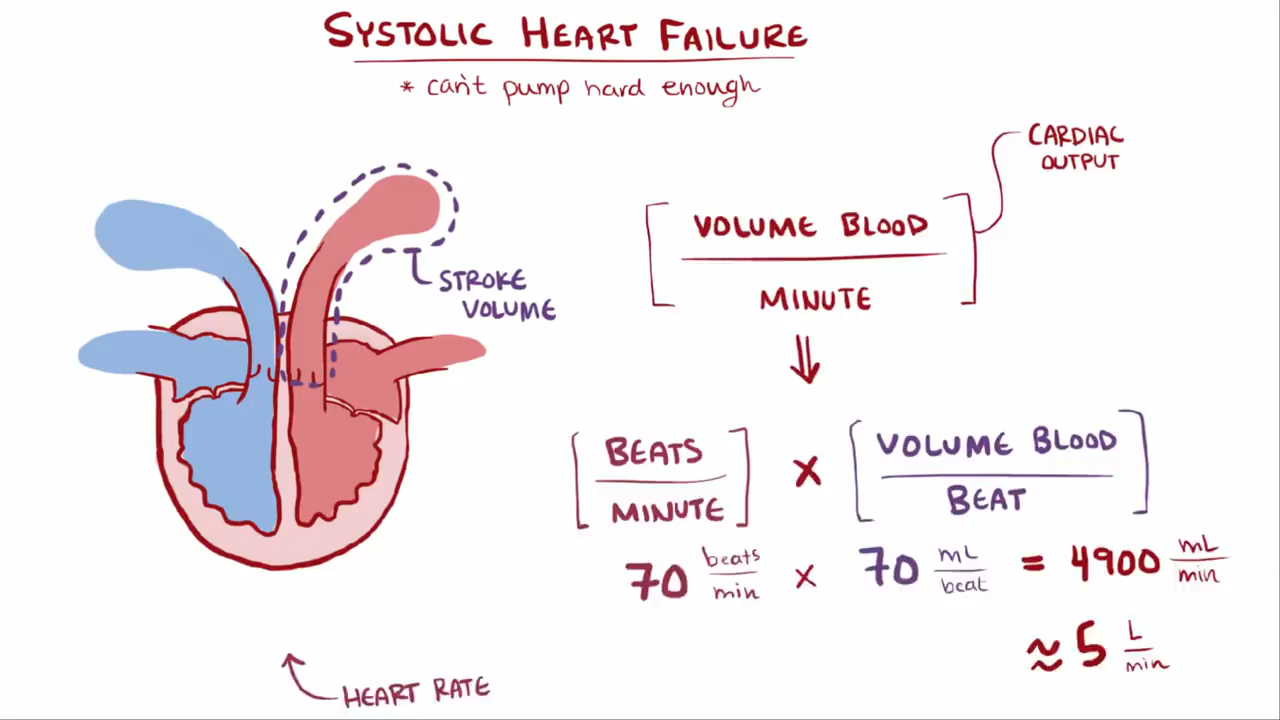 SYSTOLIC HEART FAILURE
* can't pump hard enough
CARDIAC
OUTPUT
VOLUME BLOOD
MINUTE
STROKE
VOLUME
BEATS
MINUTE
×
VOLUME BLOOD
BEAT
70 beats/min × 70 mL/beat = 4900 mL/min
≈ 5 L/min
HEART RATE